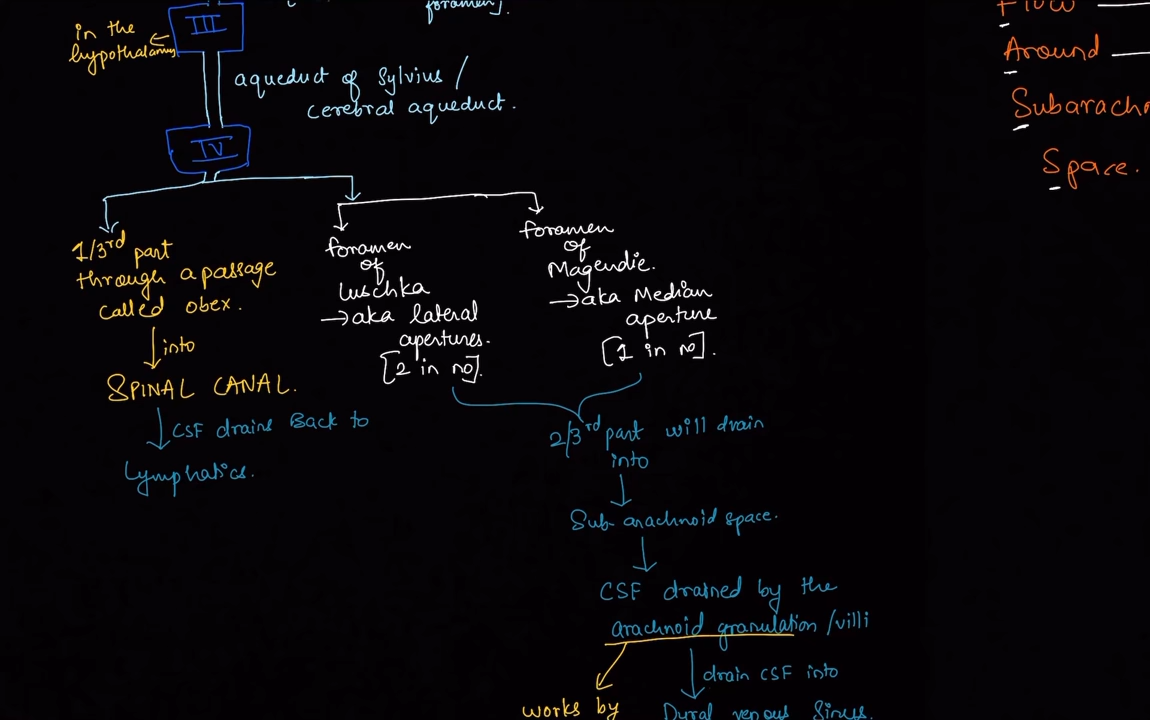 foramen].
III
in the
hypothalamus
aqueduct of Sylvius /
cerebral aqueduct.
IV
1/3rd part
through a passage
called obex.
into
SPINAL CANAL.
CSF drains Back to
Lymphatics.
foramen
of
Luschka
→aka lateral
apertures.
[2 in no].
foramen
of
Magendie.
→aka Median
aperture
[1 in no].
2/3rd part will drain
into
Sub-arachnoid space.
CSF drained by the
arachnoid granulation /villi
drain CSF into
works by
Dural venous Sinus.
Flow
Around
Subarach
Space.